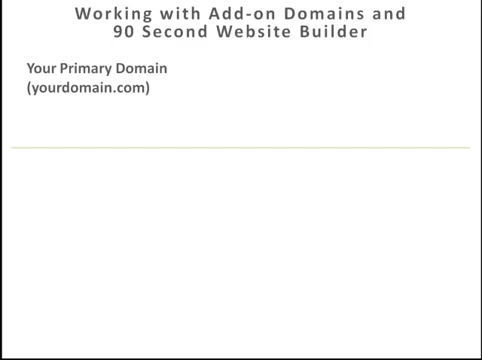 Working with Add-on Domains and
90 Second Website Builder
Your Primary Domain
(yourdomain.com)